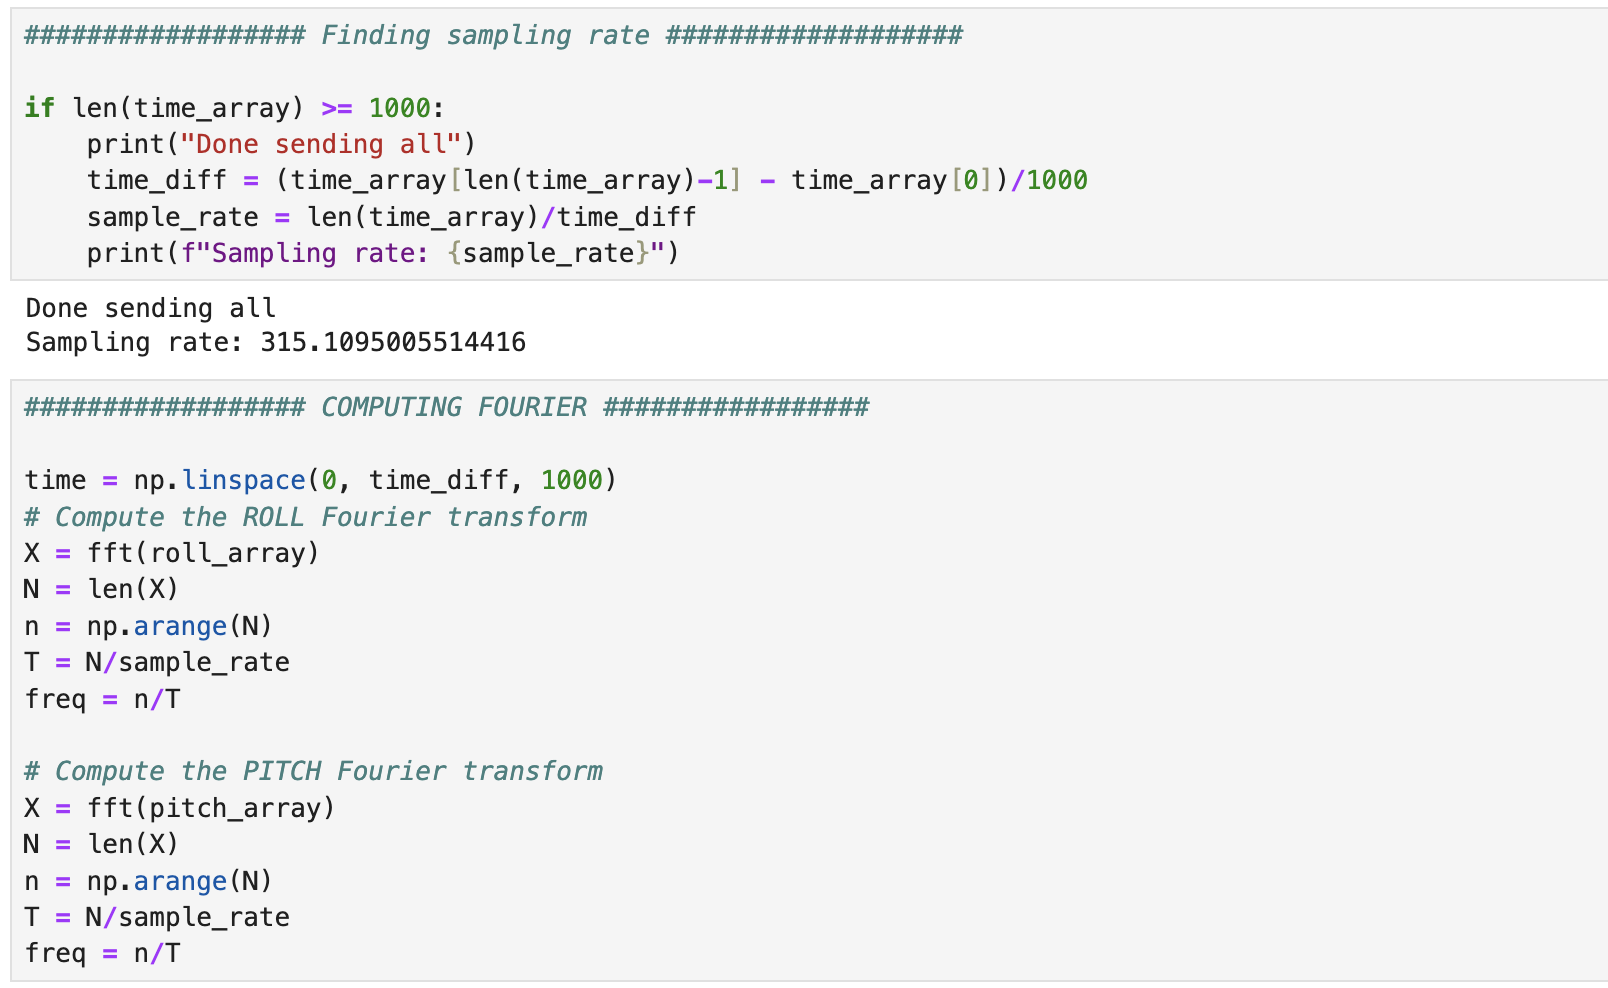 ################## Finding sampling rate ###################
if len(time_array) >= 1000:
    print("Done sending all")
    time_diff = (time_array[len(time_array)-1] - time_array[0])/1000
    sample_rate = len(time_array)/time_diff
    print(f"Sampling rate: {sample_rate}")
Done sending all
Sampling rate: 315.1095005514416
################## COMPUTING FOURIER #################
time = np.linspace(0, time_diff, 1000)
# Compute the ROLL Fourier transform
X = fft(roll_array)
N = len(X)
n = np.arange(N)
T = N/sample_rate
freq = n/T
# Compute the PITCH Fourier transform
X = fft(pitch_array)
N = len(X)
n = np.arange(N)
T = N/sample_rate
freq = n/T